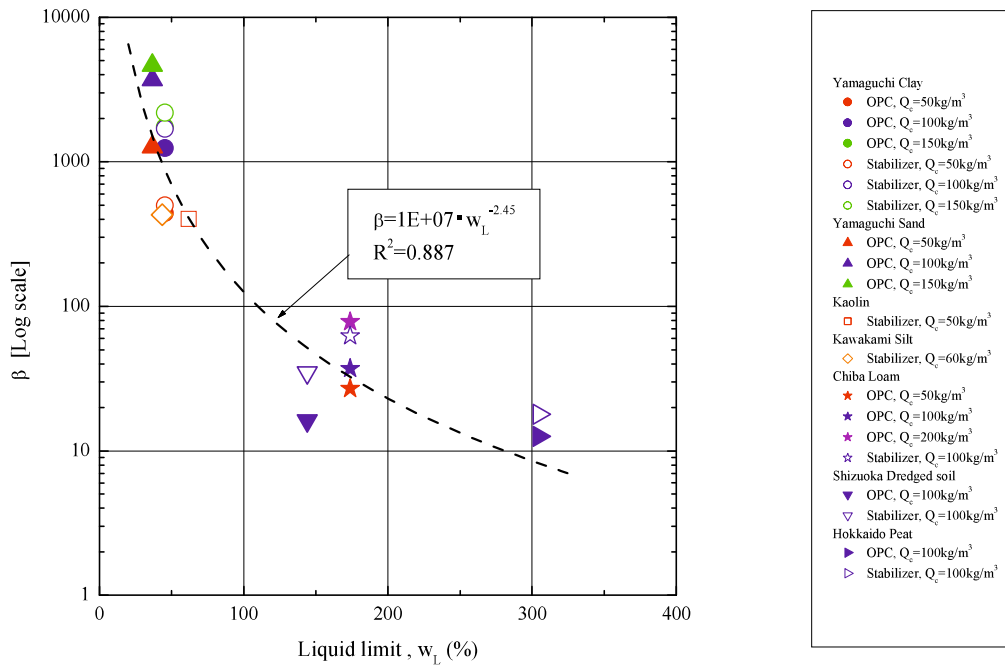 10000
1000
100
10
1
β [Log scale]
β=1E+07·w_L^-2.45
R²=0.887
0
100
200
300
400
Liquid limit , w_L (%)
Yamaguchi Clay
OPC, Q_c=50kg/m³
OPC, Q_c=100kg/m³
OPC, Q_c=150kg/m³
Stabilizer, Q_c=50kg/m³
Stabilizer, Q_c=100kg/m³
Stabilizer, Q_c=150kg/m³
Yamaguchi Sand
OPC, Q_c=50kg/m³
OPC, Q_c=100kg/m³
OPC, Q_c=150kg/m³
Kaolin
Stabilizer, Q_c=50kg/m³
Kawakami Silt
Stabilizer, Q_c=60kg/m³
Chiba Loam
OPC, Q_c=50kg/m³
OPC, Q_c=100kg/m³
OPC, Q_c=200kg/m³
Stabilizer, Q_c=100kg/m³
Shizuoka Dredged soil
OPC, Q_c=100kg/m³
Stabilizer, Q_c=100kg/m³
Hokkaido Peat
OPC, Q_c=100kg/m³
Stabilizer, Q_c=100kg/m³